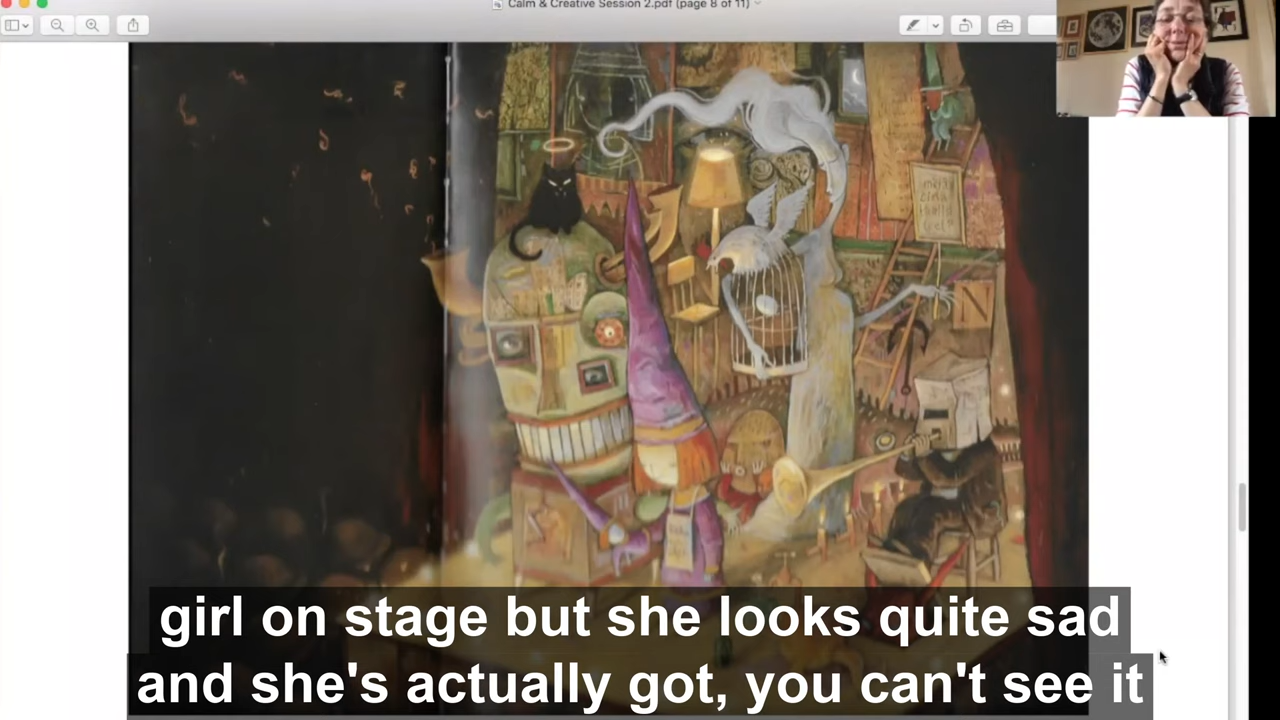 Calm & Creative Session 2.pdf (page 8 of 11)
N
girl on stage but she looks quite sad
and she's actually got, you can't see it